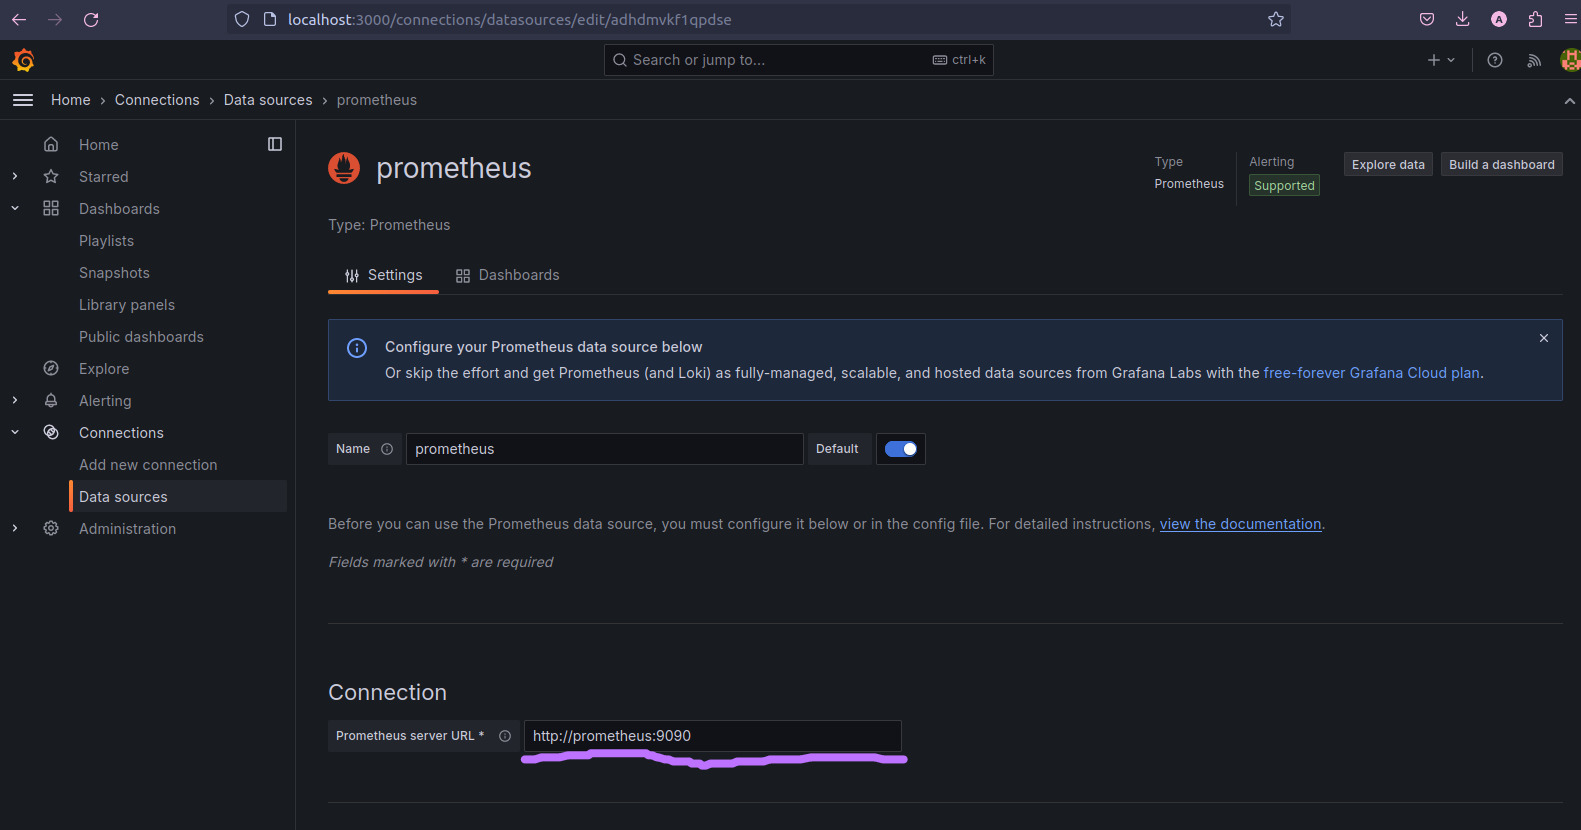 localhost:3000/connections/datasources/edit/adhdmvkf1qpdse
A
Search or jump to...
ctrl+k
Home › Connections › Data sources › prometheus
Home
Starred
Dashboards
Playlists
Snapshots
Library panels
Public dashboards
Explore
Alerting
Connections
Add new connection
Data sources
Administration
prometheus
Type
Prometheus
Alerting
Supported
Explore data
Build a dashboard
Type: Prometheus
Settings
Dashboards
Configure your Prometheus data source below
Or skip the effort and get Prometheus (and Loki) as fully-managed, scalable, and hosted data sources from Grafana Labs with the free-forever Grafana Cloud plan.
Name
prometheus
Default
Before you can use the Prometheus data source, you must configure it below or in the config file. For detailed instructions, view the documentation.
Fields marked with * are required
Connection
Prometheus server URL *
http://prometheus:9090